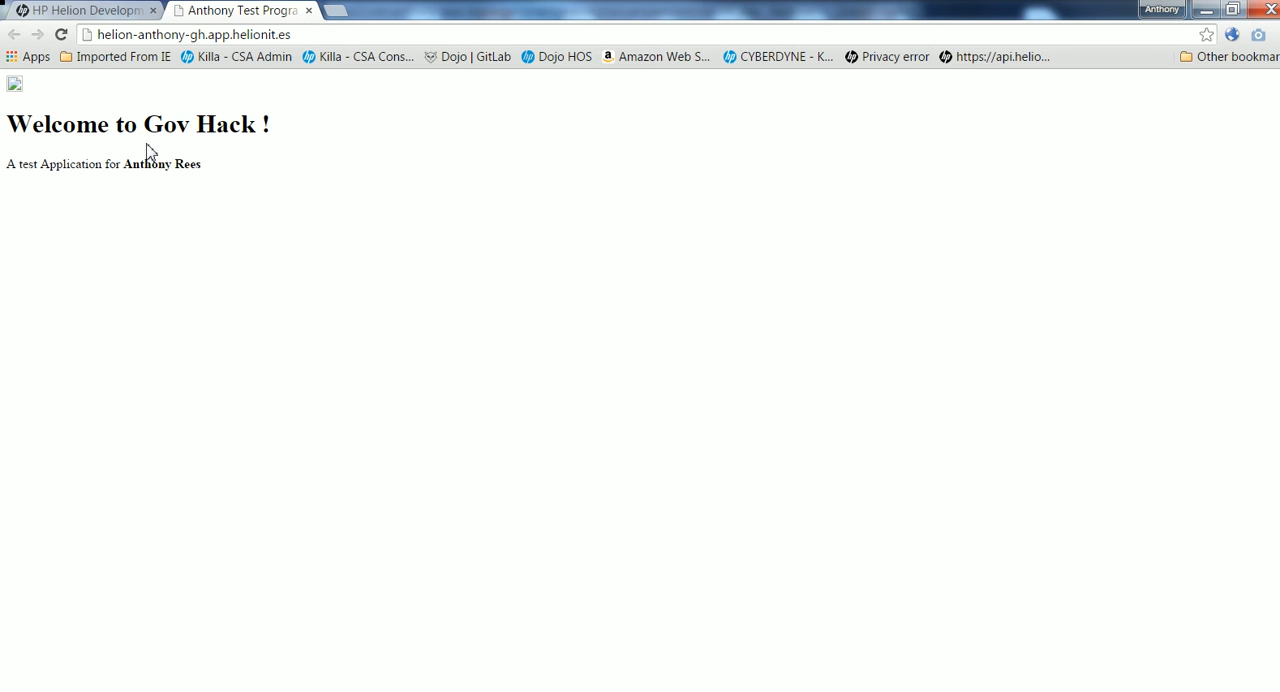 HP Helion Developm
Anthony Test Progra
Anthony
helion-anthony-gh.app.helionit.es
Apps Imported From IE Killa - CSA Admin Killa - CSA Cons... Dojo | GitLab Dojo HOS Amazon Web S... CYBERDYNE - K... Privacy error https://api.helio... Other bookmar
Welcome to Gov Hack !
A test Application for Anthony Rees